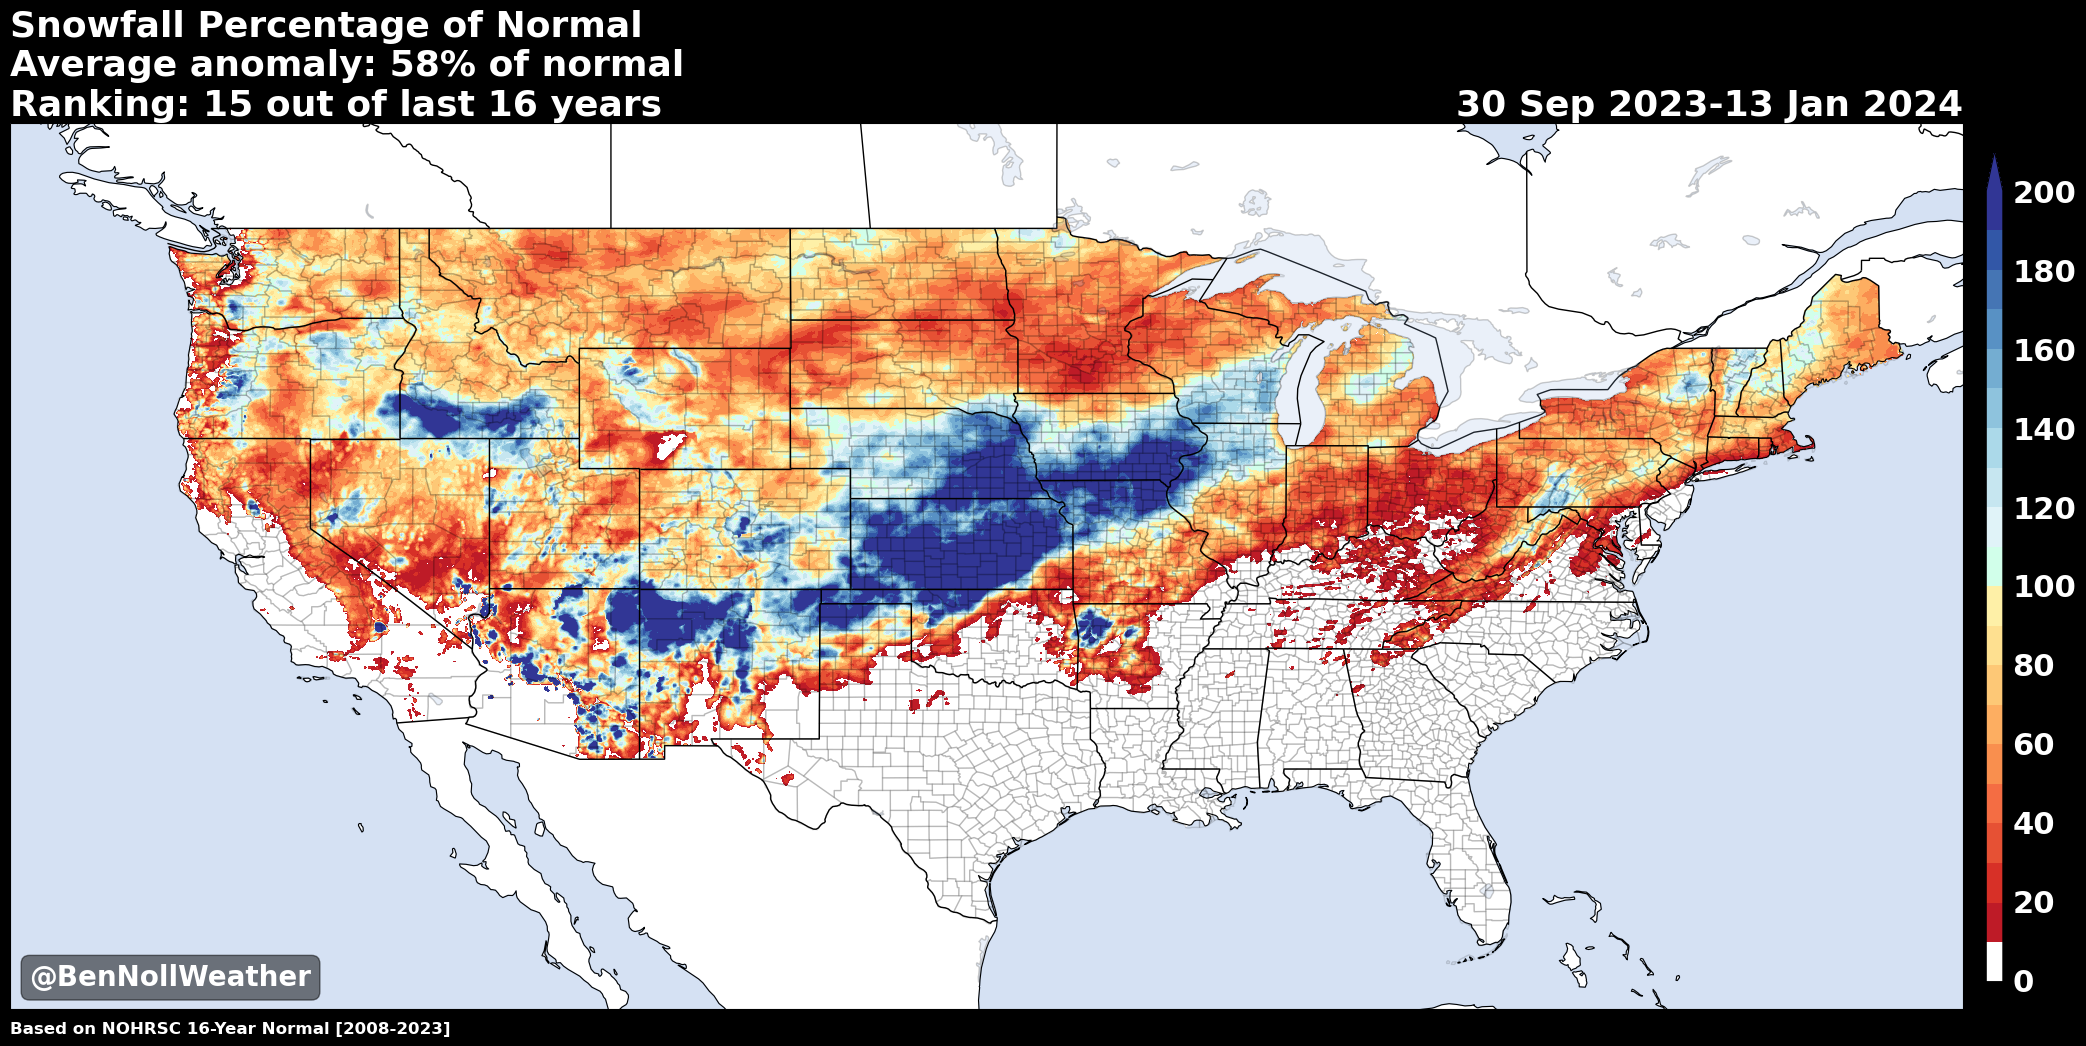 Snowfall Percentage of Normal
Average anomaly: 58% of normal
Ranking: 15 out of last 16 years
30 Sep 2023-13 Jan 2024
200
180
160
140
120
100
80
60
40
20
0
@BenNollWeather
Based on NOHRSC 16-Year Normal [2008-2023]